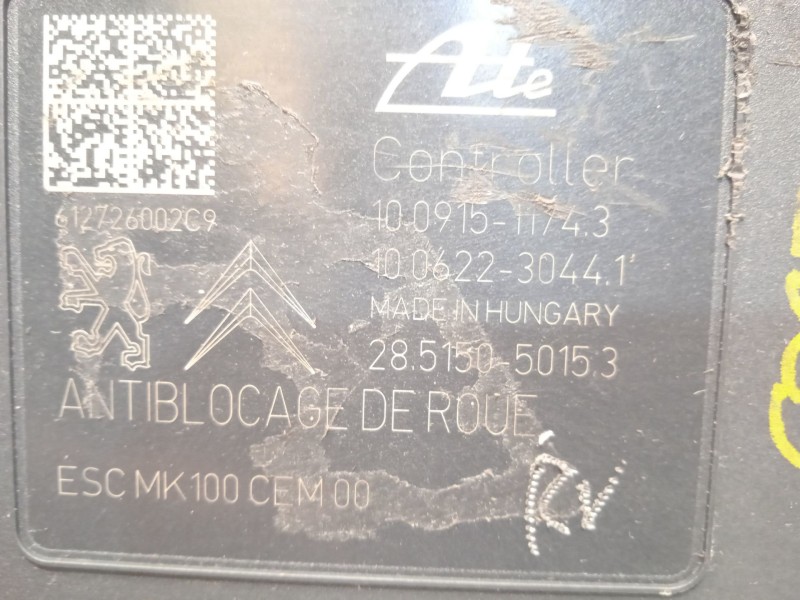 Ate
Controller
612726002C9
10.0915-1174.3
10.0622-3044.1'
MADE IN HUNGARY
28.5150-5015.3
ANTIBLOCAGE DE ROUE
ESC MK100 CEM 00